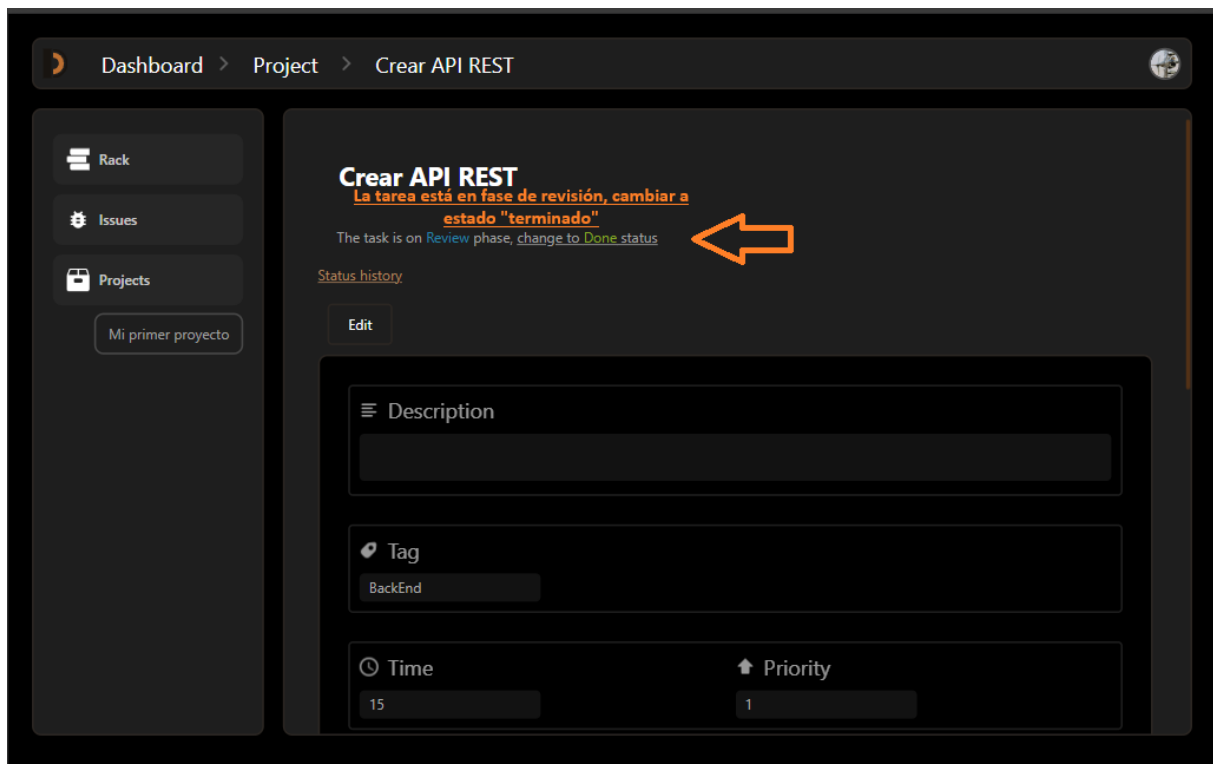 Dashboard > Project > Crear API REST
Rack
Issues
Projects
Mi primer proyecto
Crear API REST
La tarea está en fase de revisión, cambiar a
estado "terminado"
The task is on Review phase, change to Done status
Status history
Edit
Description
Tag
BackEnd
Time
Priority
15
1